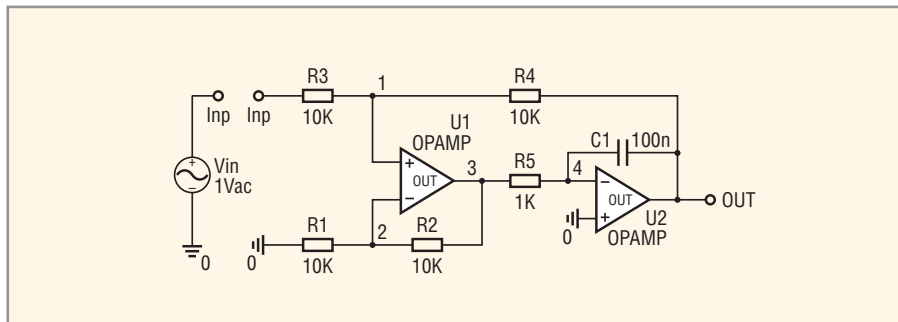 R3
1
R4
Inp
Inp
10K
10K
U1
OPAMP
C1
100n
Vin
1Vac
+
−
+
OUT
−
3
R5
4
−
OUT
+
OUT
1K
U2
OPAMP
0
0
R1
2
R2
0
10K
10K